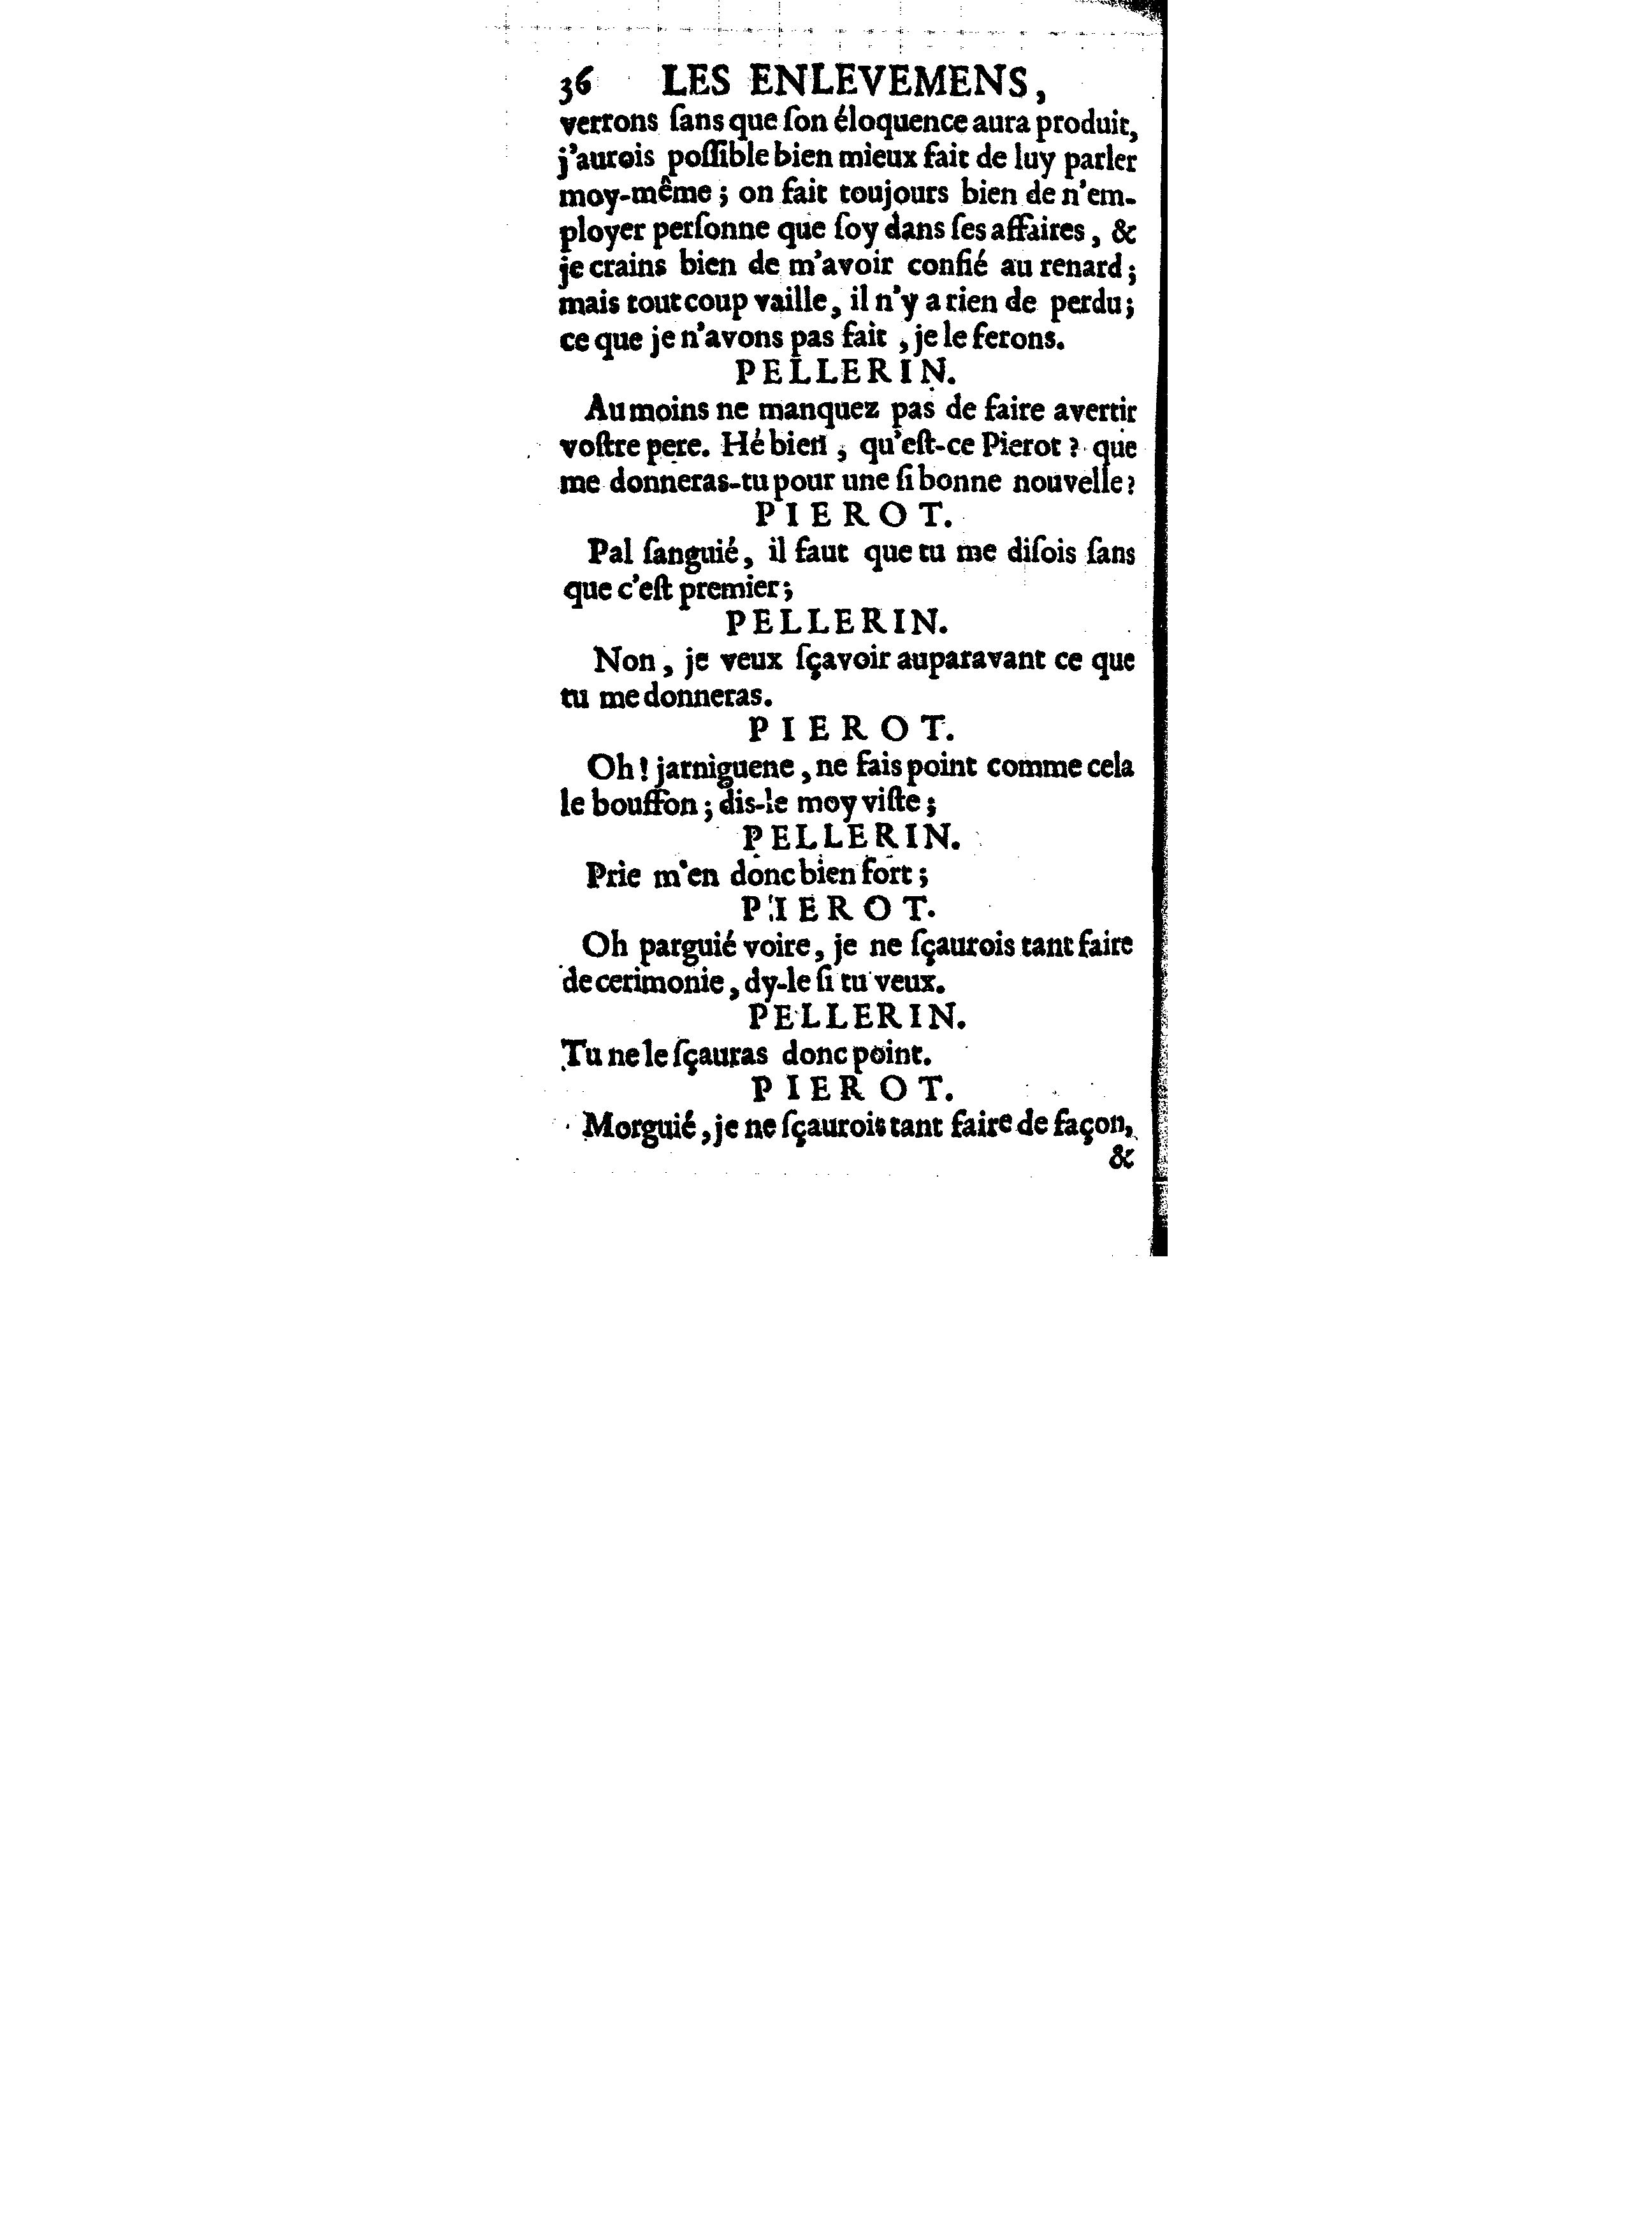 36 LES ENLEVEMENS,
verrons ſans que ſon éloquence aura produit,
j'aurois poſſible bien mieux fait de luy parler
moy-même ; on fait toujours bien de n'em-
ployer perſonne que ſoy dans ſes affaires, &
je crains bien de m'avoir confié au renard ;
mais tout coup vaille, il n'y a rien de perdu ;
ce que je n'avons pas fait, je le ferons.
PELLERIN.
Au moins ne manquez pas de faire avertir
voſtre pere. Hé bien, qu'eſt-ce Pierot ? que
me donneras-tu pour une ſi bonne nouvelle ?
PIEROT.
Pal ſanguié, il faut que tu me diſois ſans
que c'eſt premier ;
PELLERIN.
Non, je veux ſçavoir auparavant ce que
tu me donneras.
PIEROT.
Oh ! jarniguene, ne fais point comme cela
le bouffon ; dis-le moy viſte ;
PELLERIN.
Prie m'en donc bien fort ;
PIEROT.
Oh parguié voire, je ne ſçaurois tant faire
de cerimonie, dy-le ſi tu veux.
PELLERIN.
Tu ne le ſçauras donc point.
PIEROT.
Morguié, je ne ſçaurois tant faire de façon,
&